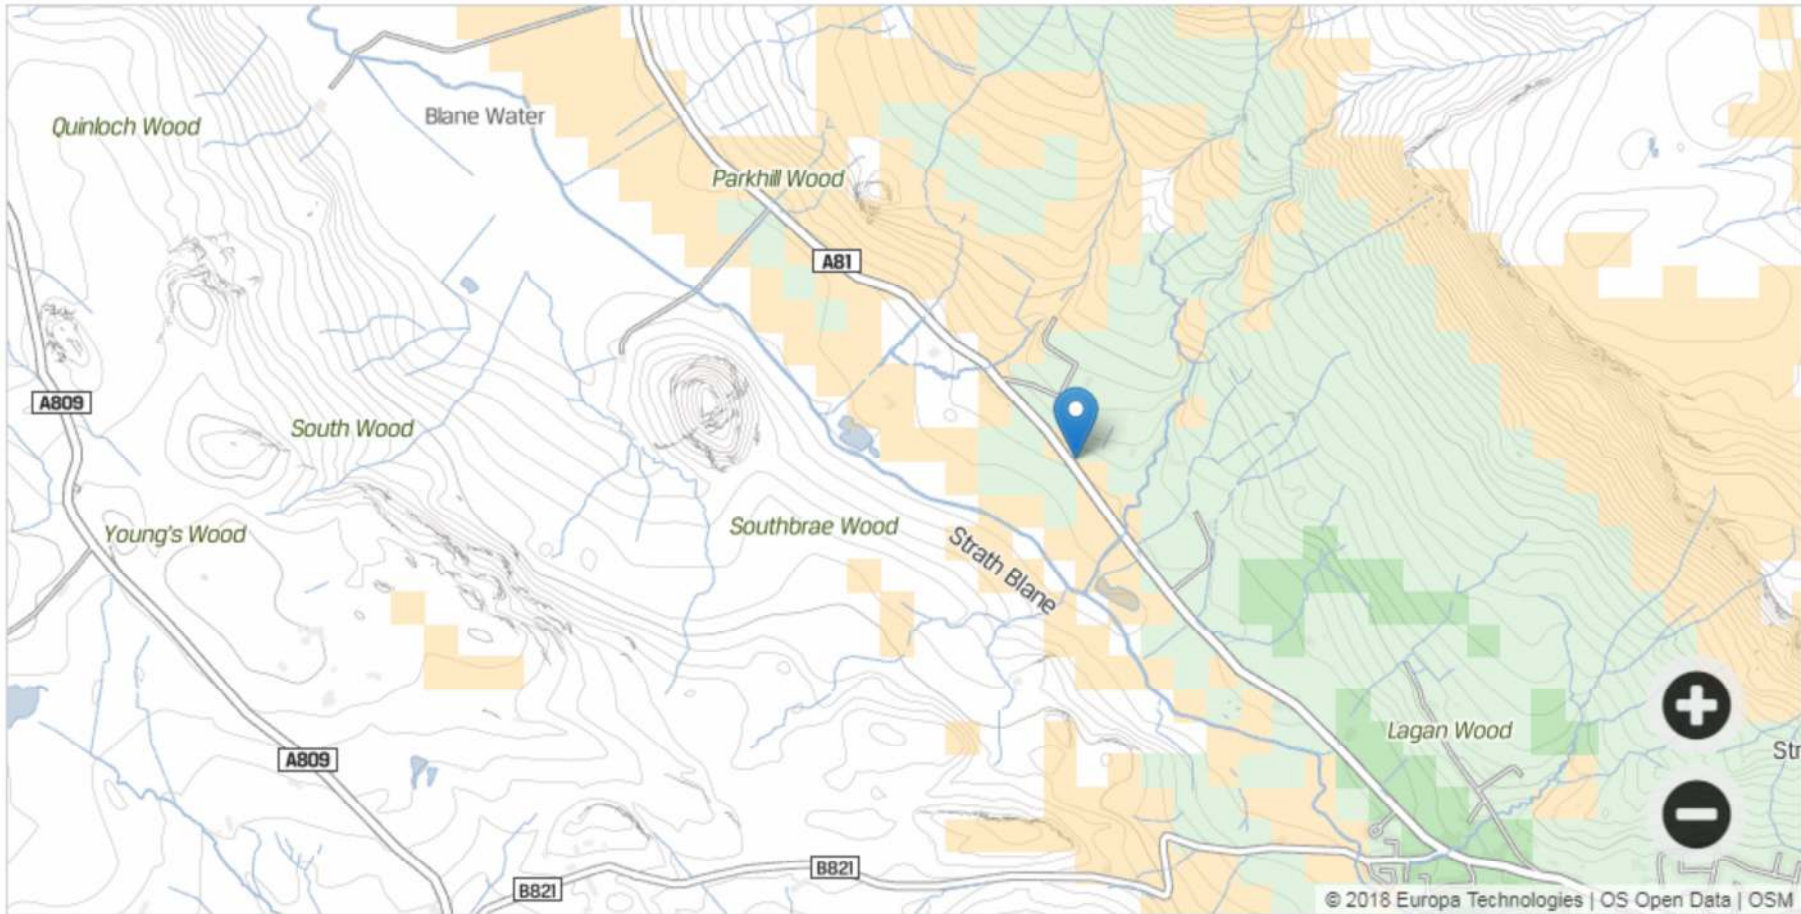 Blane Water
Quinloch Wood
Parkhill Wood
A81
A809
South Wood
Southbrae Wood
Young's Wood
Strath Blane
Lagan Wood
Str
A809
B821
B821
© 2018 Europa Technologies | OS Open Data | OSM